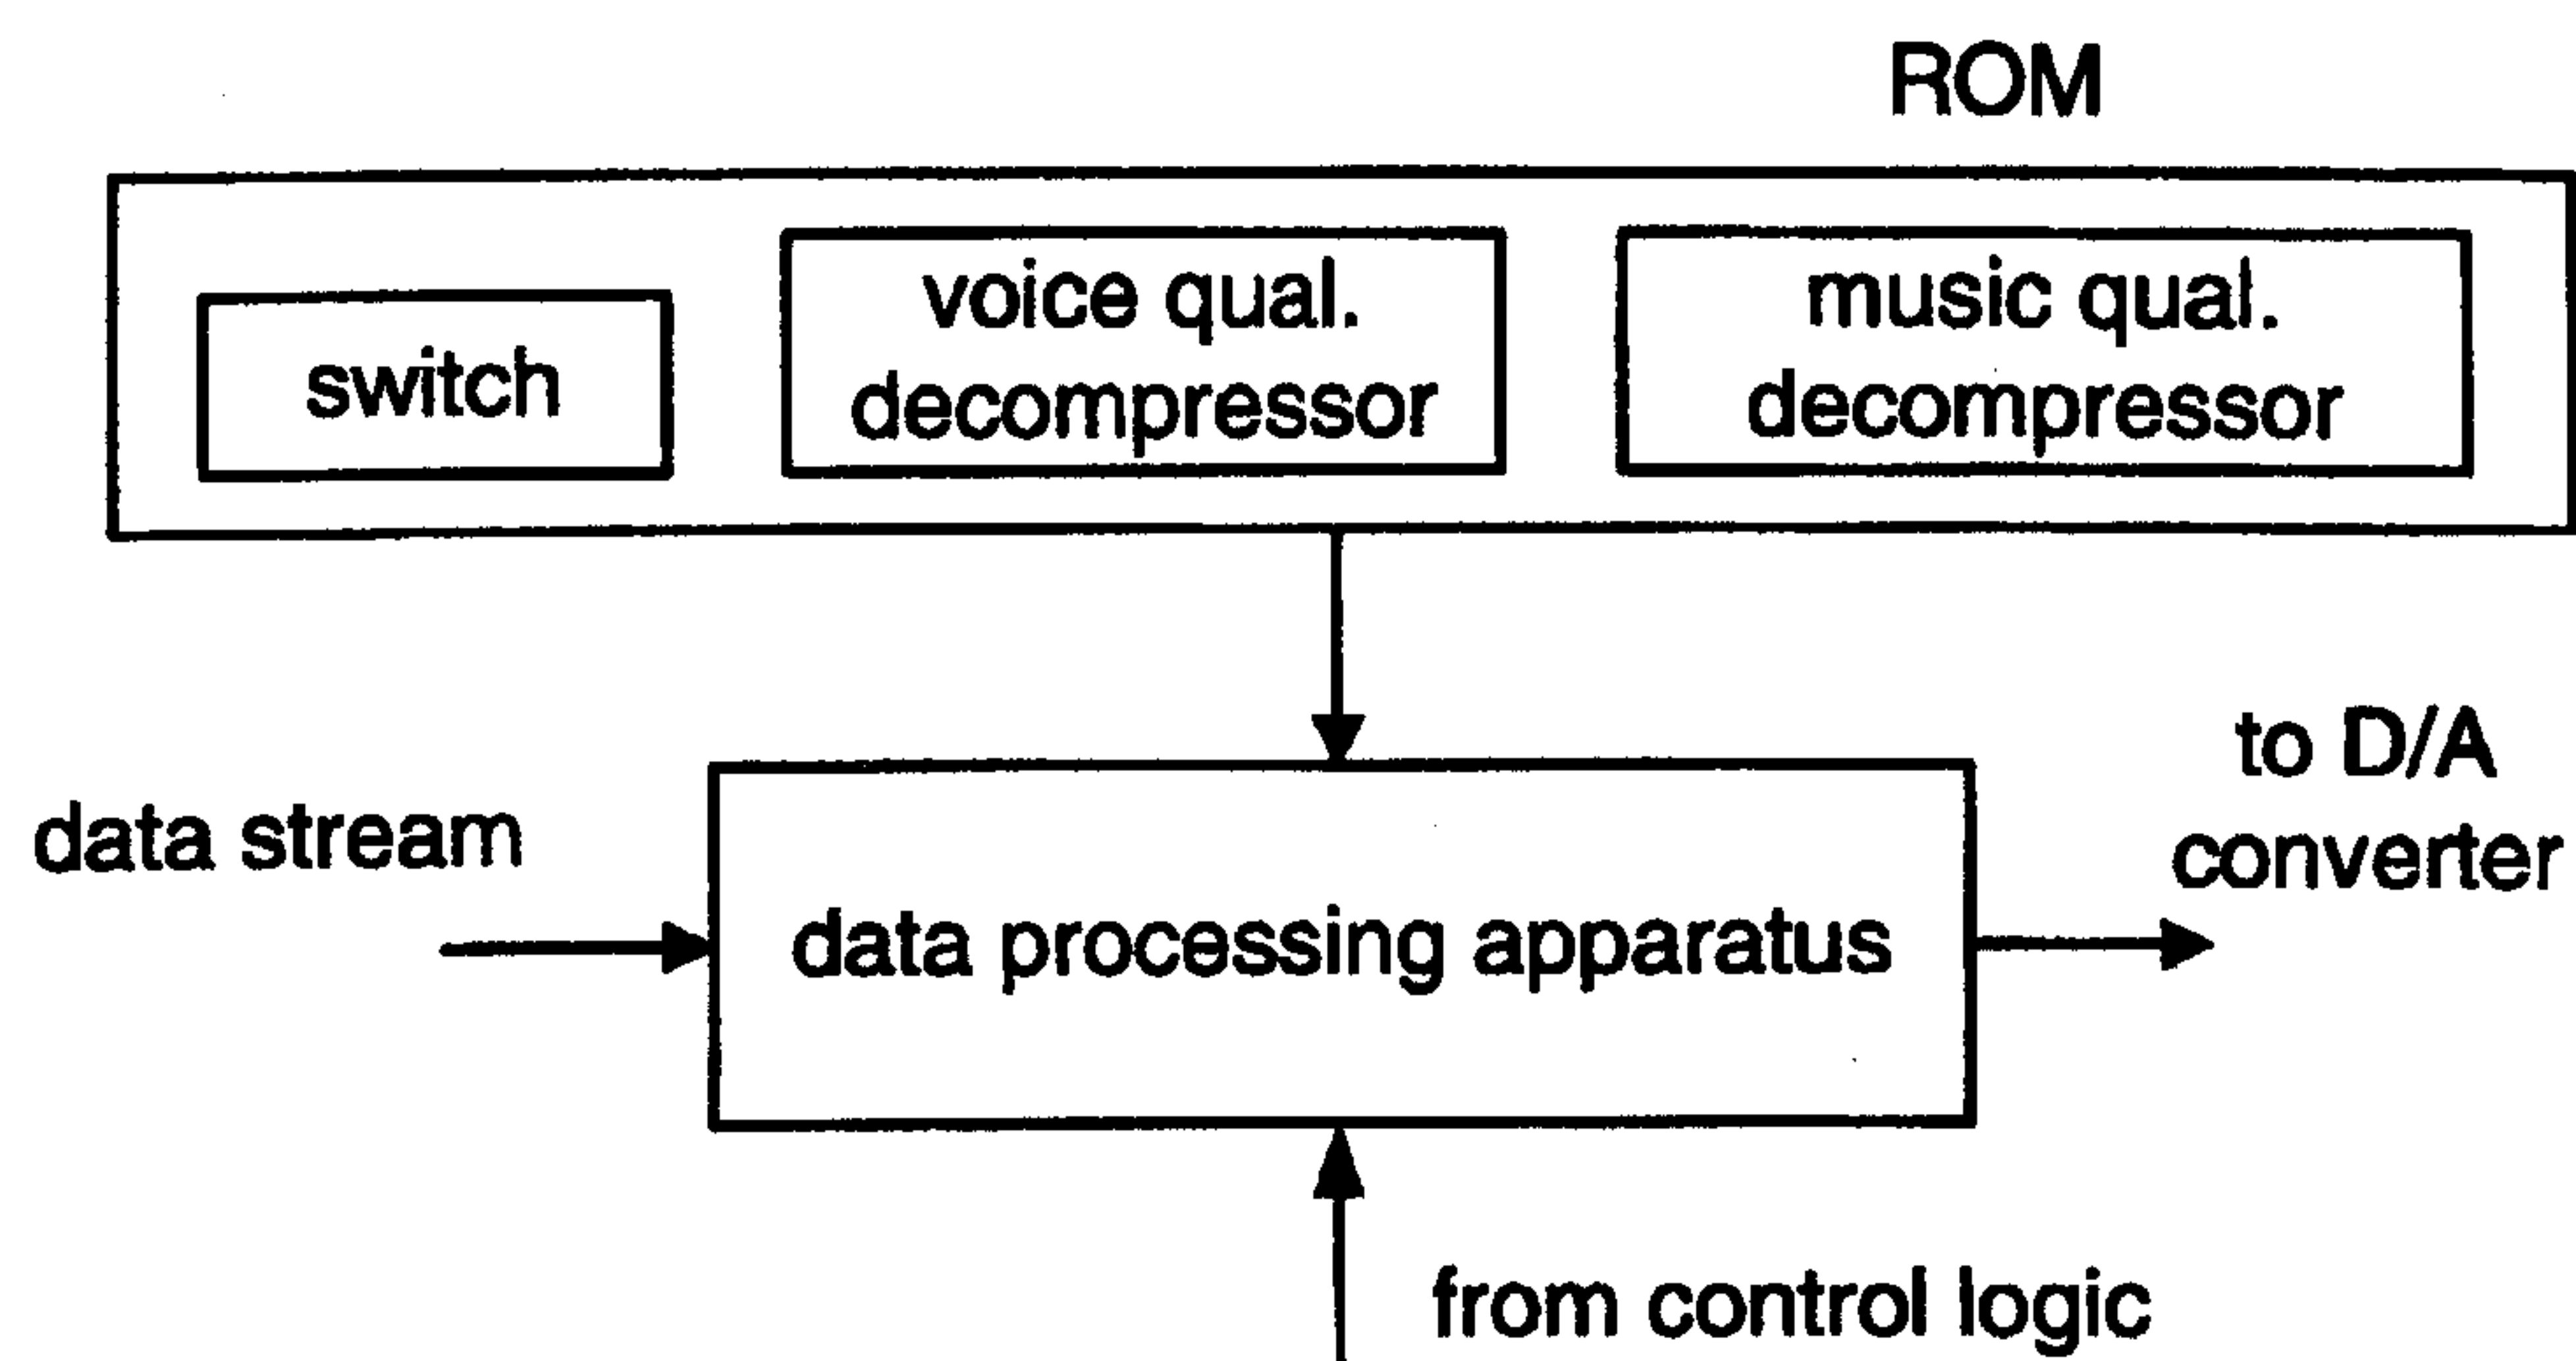 ROM
switch
voice qual.
decompressor
music qual.
decompressor
data stream
data processing apparatus
to D/A
converter
from control logic